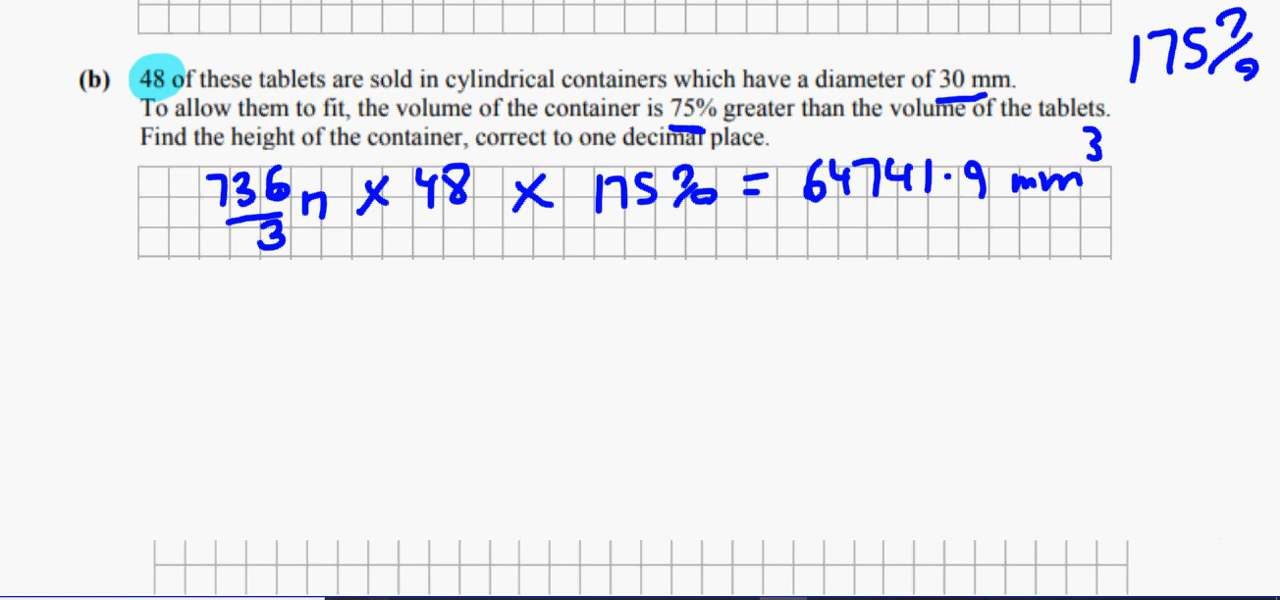 175%
(b) 48 of these tablets are sold in cylindrical containers which have a diameter of 30 mm.
To allow them to fit, the volume of the container is 75% greater than the volume of the tablets.
Find the height of the container, correct to one decimal place.
736/3 π × 48 × 175% = 64741.9 mm³